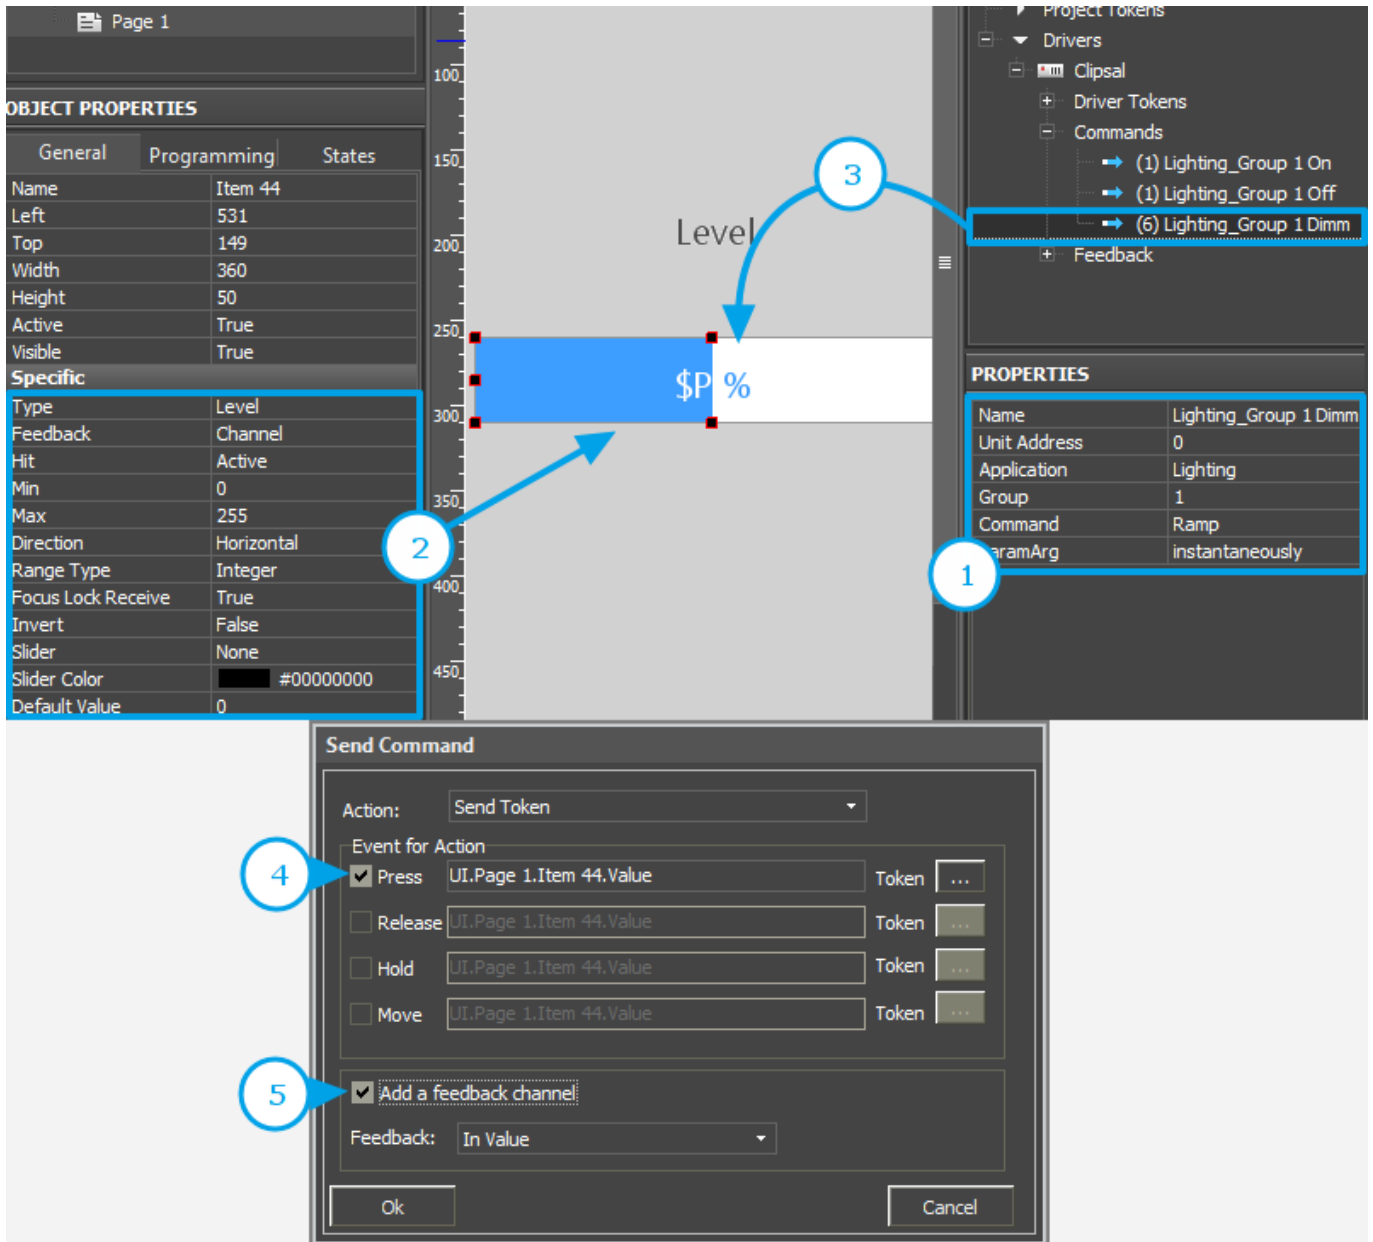 Page 1
OBJECT PROPERTIES
General Programming States
Name Item 44
Left 531
Top 149
Width 360
Height 50
Active True
Visible True
Specific
Type Level
Feedback Channel
Hit Active
Min 0
Max 255
Direction Horizontal
Range Type Integer
Focus Lock Receive True
Invert False
Slider None
Slider Color #00000000
Default Value 0
100
150
200
250
300
350
400
450
Level
$P %
2
3
Project Tokens
Drivers
Clipsal
Driver Tokens
Commands
(1) Lighting_Group 1 On
(1) Lighting_Group 1 Off
(6) Lighting_Group 1 Dimm
Feedback
PROPERTIES
Name Lighting_Group 1 Dimm
Unit Address 0
Application Lighting
Group 1
Command Ramp
aramArg instantaneously
1
Send Command
Action: Send Token
Event for Action
4 Press UI.Page 1.Item 44.Value Token ...
Release UI.Page 1.Item 44.Value Token ...
Hold UI.Page 1.Item 44.Value Token ...
Move UI.Page 1.Item 44.Value Token ...
5 Add a feedback channel
Feedback: In Value
Ok Cancel